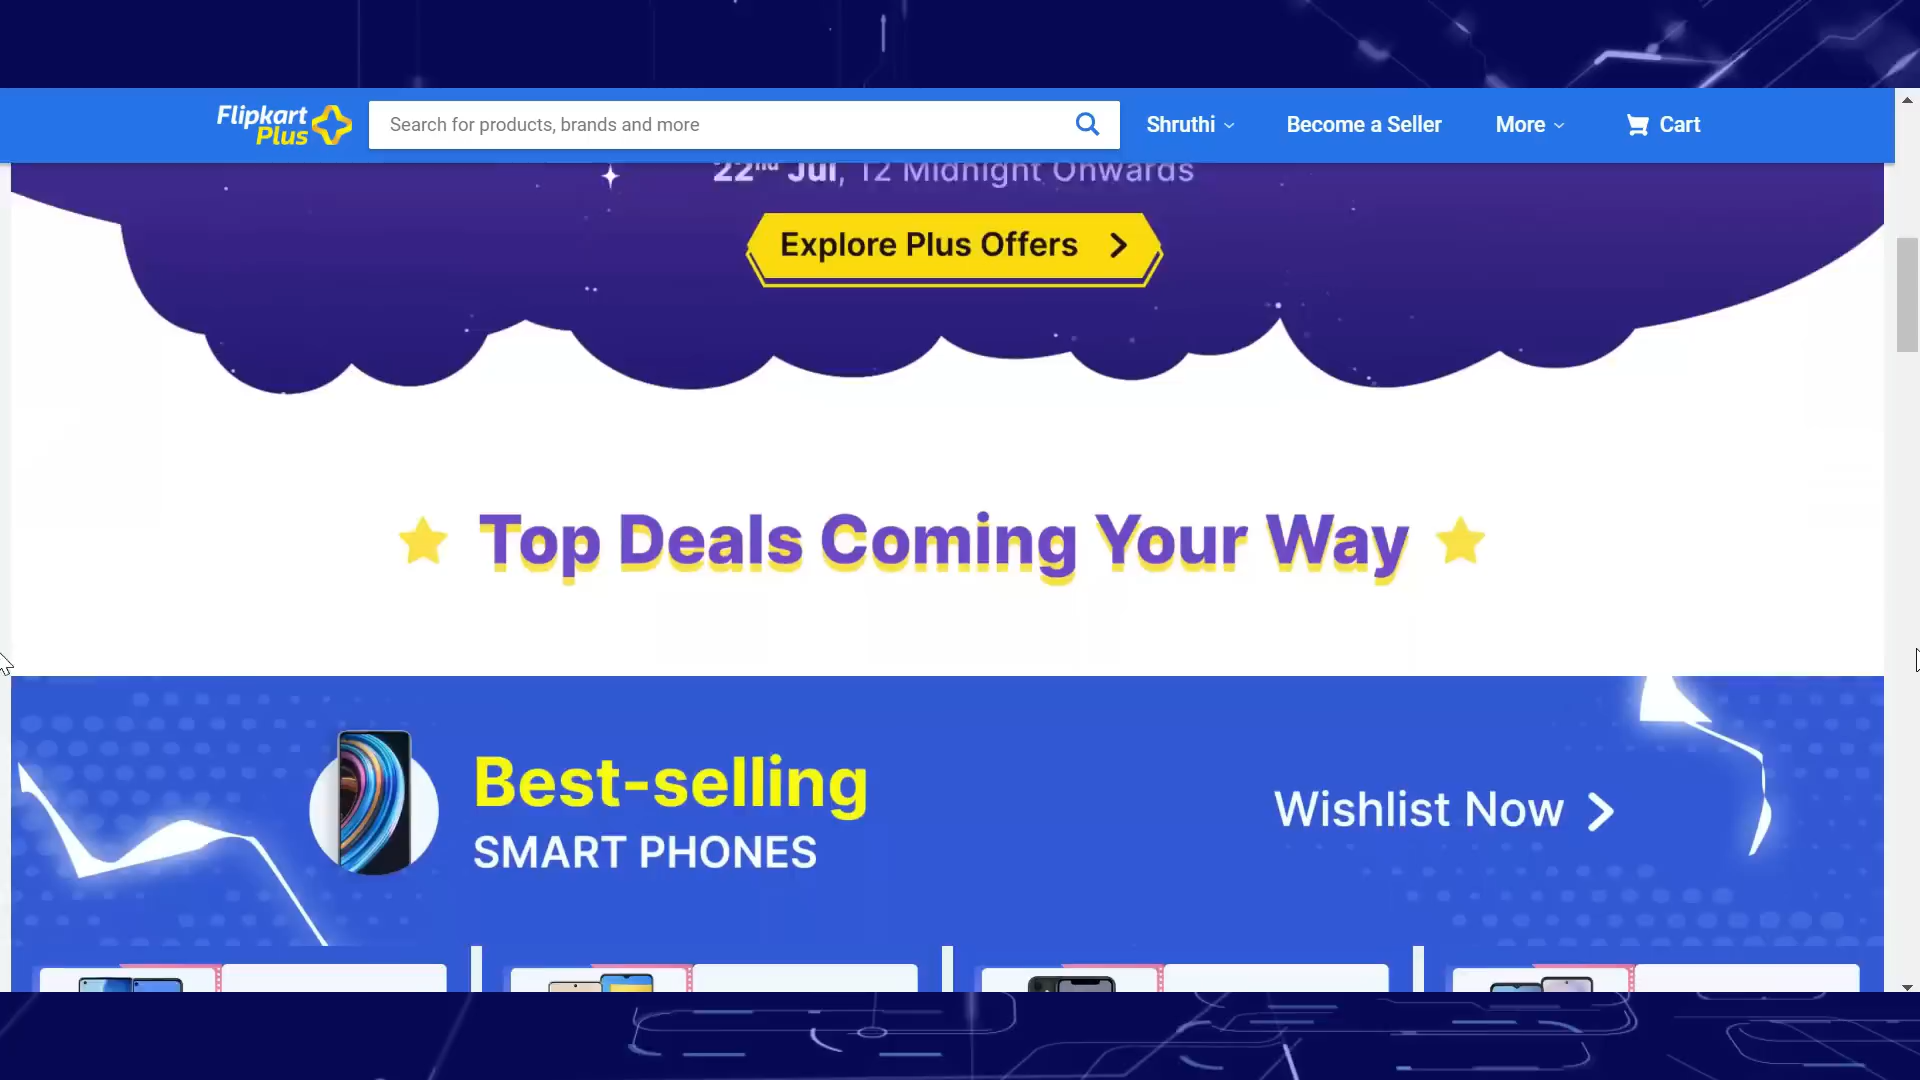 Flipkart
Plus
Search for products, brands and more
Shruthi
Become a Seller
More
Cart
22nd Jul, 12 Midnight Onwards
Explore Plus Offers
Top Deals Coming Your Way
Best-selling
SMART PHONES
Wishlist Now